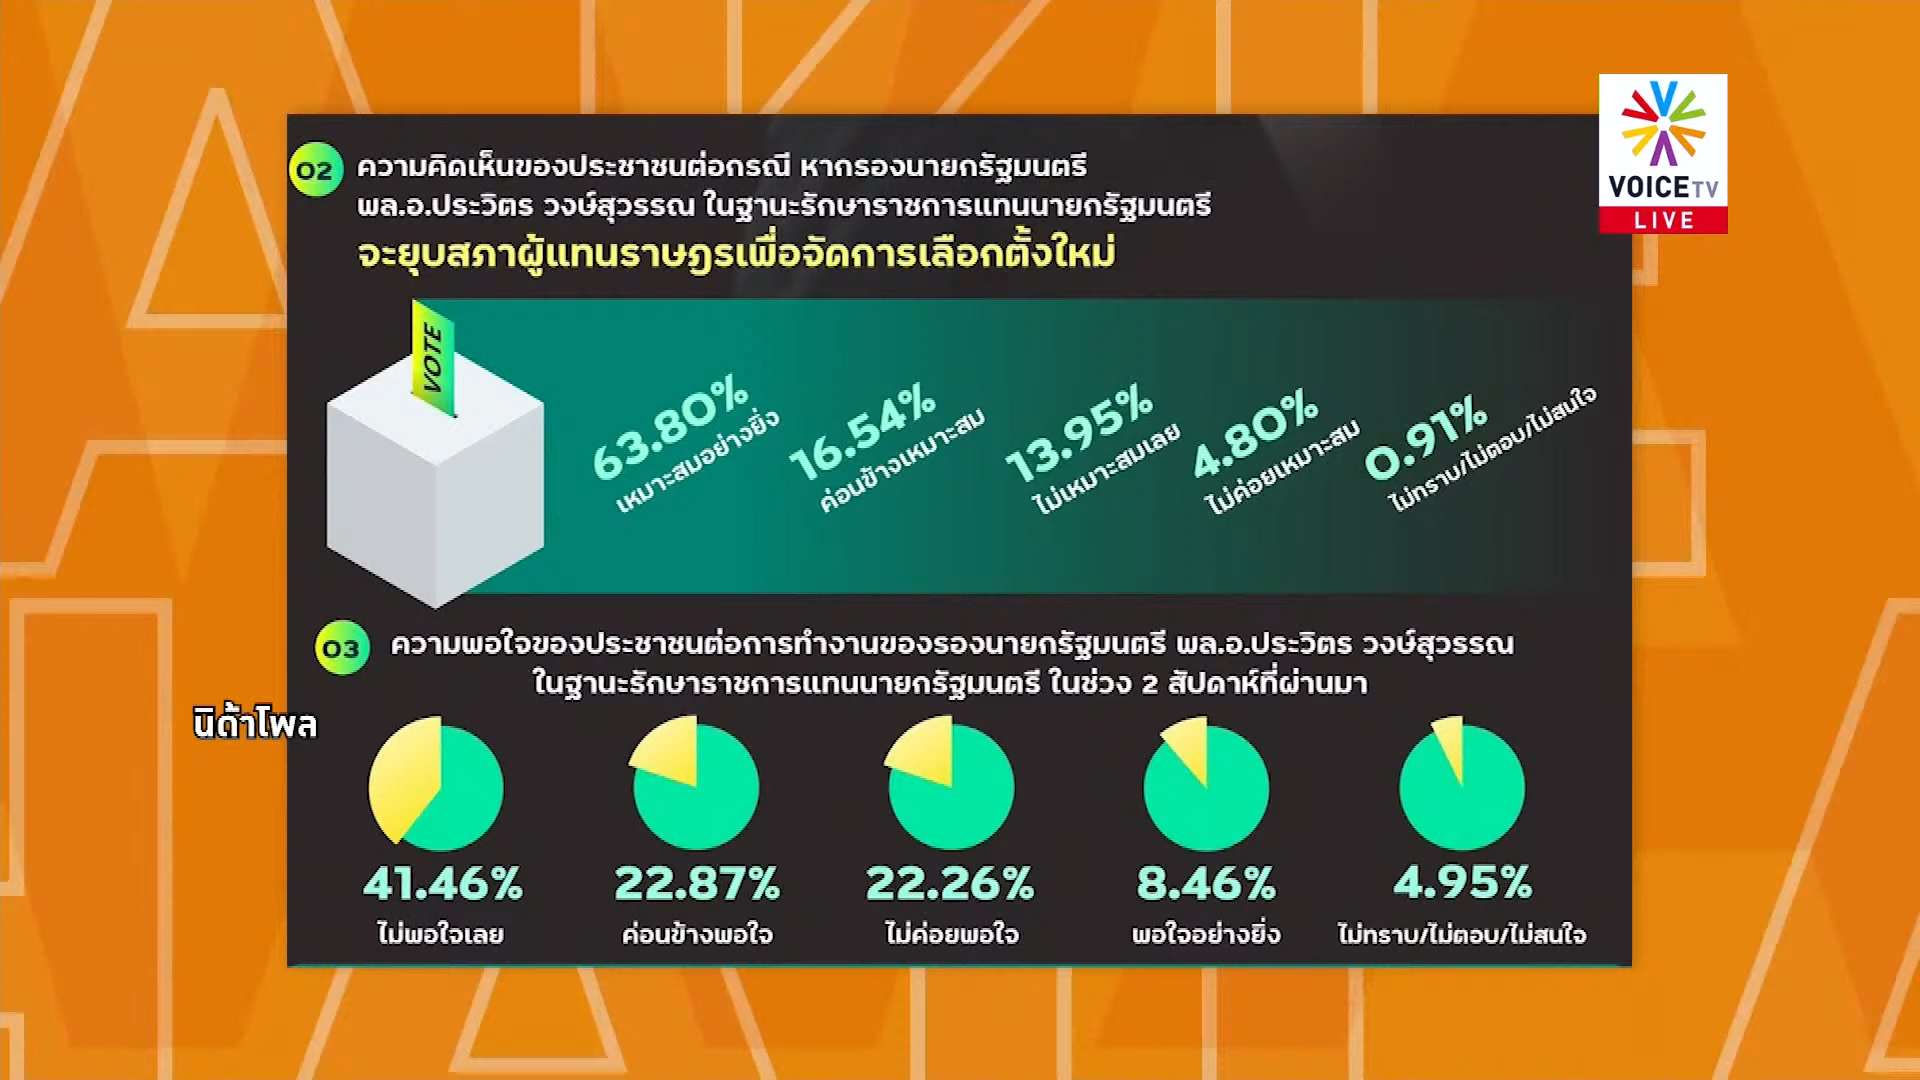 02
ความคิดเห็นของประชาชนต่อกรณี หากรองนายกรัฐมนตรี
พล.อ.ประวิตร วงษ์สุวรรณ ในฐานะรักษาราชการแทนนายกรัฐมนตรี
จะยุบสภาผู้แทนราษฎรเพื่อจัดการเลือกตั้งใหม่
VOICE TV
LIVE
VOTE
63.80%
เหมาะสมอย่างยิ่ง
16.54%
ค่อนข้างเหมาะสม
13.95%
ไม่เหมาะสมเลย
4.80%
ไม่ค่อยเหมาะสม
0.91%
ไม่ทราบ/ไม่ตอบ/ไม่สนใจ
03
ความพอใจของประชาชนต่อการทำงานของรองนายกรัฐมนตรี พล.อ.ประวิตร วงษ์สุวรรณ
ในฐานะรักษาราชการแทนนายกรัฐมนตรี ในช่วง 2 สัปดาห์ที่ผ่านมา
นิด้าโพล
41.46%
ไม่พอใจเลย
22.87%
ค่อนข้างพอใจ
22.26%
ไม่ค่อยพอใจ
8.46%
พอใจอย่างยิ่ง
4.95%
ไม่ทราบ/ไม่ตอบ/ไม่สนใจ